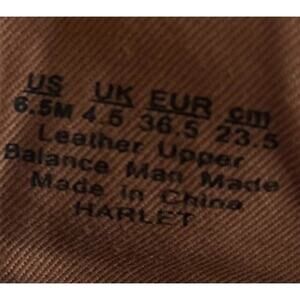 US UK EUR cm
6.5M 4.5 36.5 23.5
Leather Upper
Balance Man Made
Made in China
HARLET